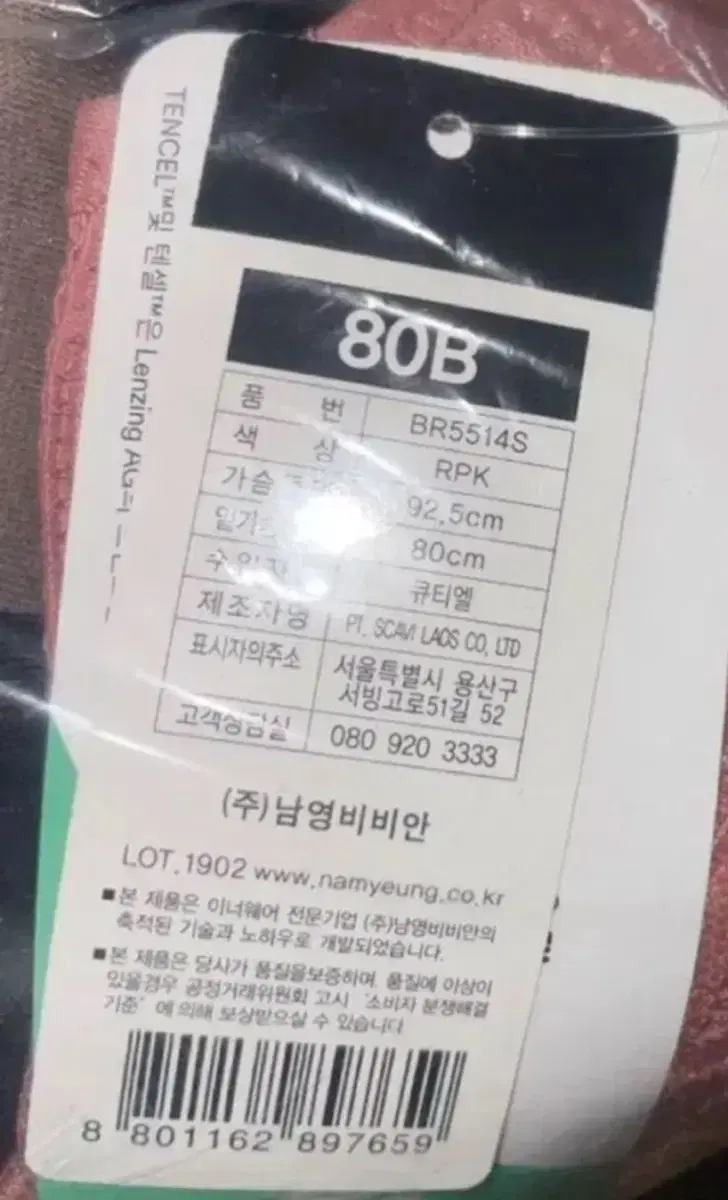 TENCEL™및 텐셀™은 Lenzing AG의
80B
품 번 BR5514S
색 상 RPK
가슴 92.5cm
밑가슴 80cm
수입자 큐티엘
제조자명 PT. SCAVI LAOS CO, LTD
표시자의주소 서울특별시 용산구
서빙고로51길 52
고객상담실 080 920 3333
(주)남영비비안
LOT.1902 www.namyeung.co.kr
■본 제품은 이너웨어 전문기업 (주)남영비비안의
축적된 기술과 노하우로 개발되었습니다.
■본 제품은 당사가 품질을보증하며 품질에 이상이
있을경우 공정거래위원회 고시 '소비자 분쟁해결
기준' 에 의해 보상받으실 수 있습니다
8 801162 897659